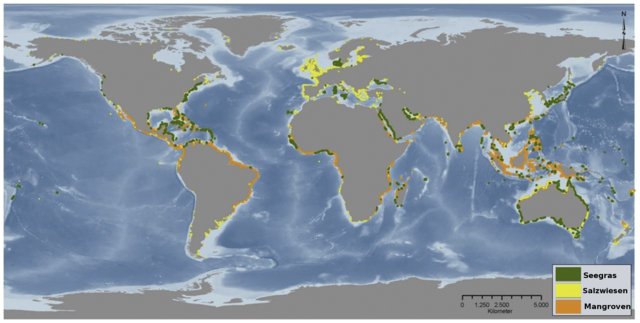 N
Seegras
Salzwiesen
Mangroven
0 1.250 2.500 5.000
Kilometer